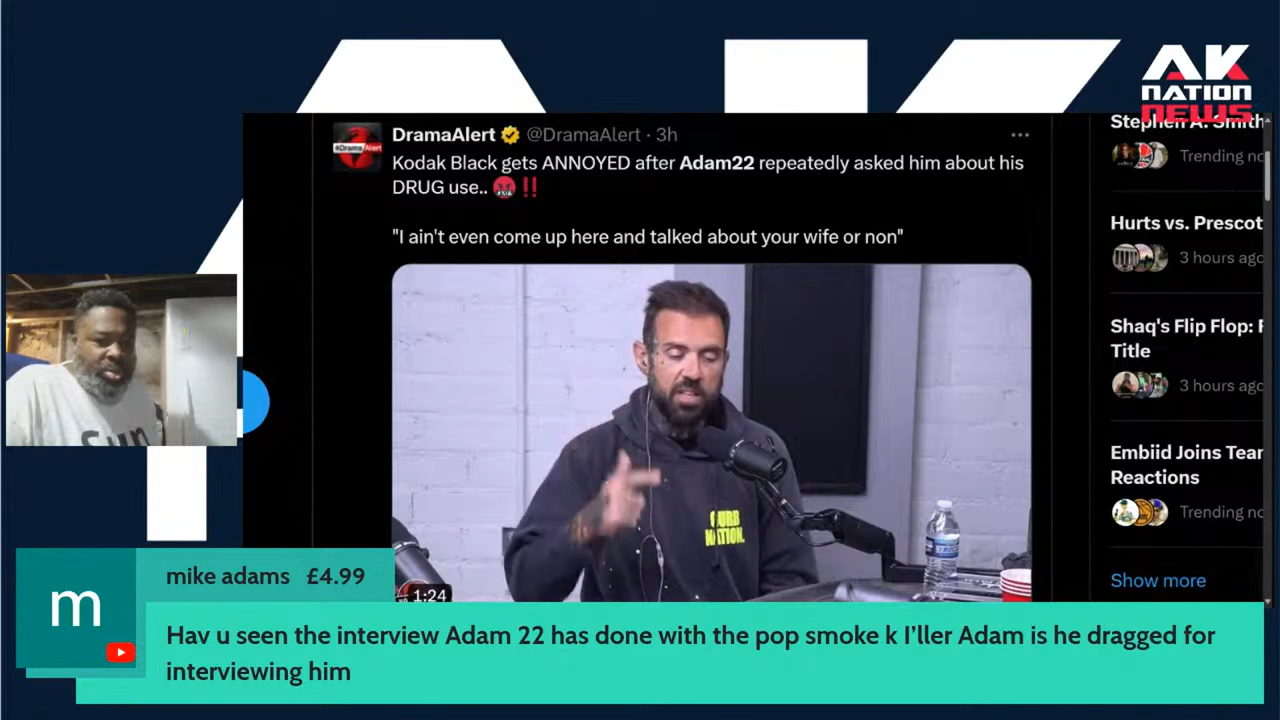 AK
NATION
NEWS
DramaAlert @DramaAlert · 3h
Kodak Black gets ANNOYED after Adam22 repeatedly asked him about his
DRUG use.. 🤬‼️
"I ain't even come up here and talked about your wife or non"
1:24
Stephen A. Smith
Trending no
Hurts vs. Prescot
3 hours ago
Shaq's Flip Flop: F
Title
3 hours ago
Embiid Joins Tear
Reactions
Trending no
Show more
m
mike adams £4.99
Hav u seen the interview Adam 22 has done with the pop smoke k I'ller Adam is he dragged for
interviewing him